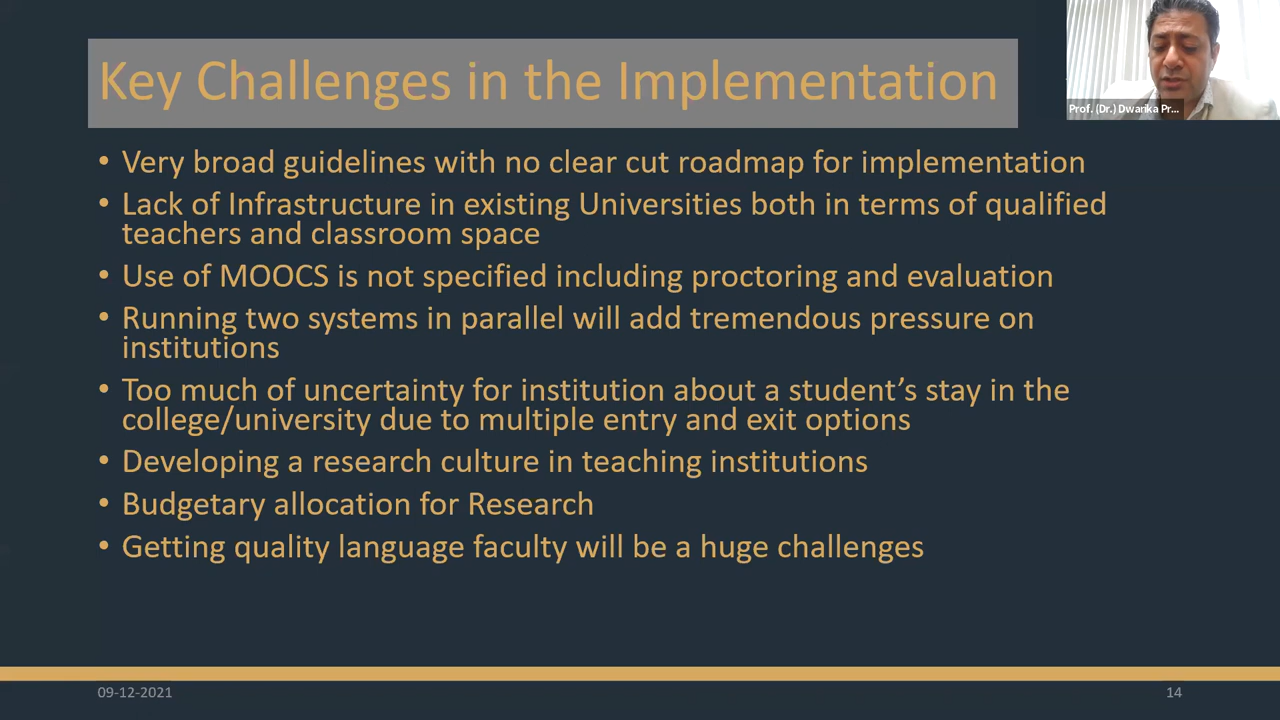 Key Challenges in the Implementation
Prof. (Dr.) Dwarika Pr...
• Very broad guidelines with no clear cut roadmap for implementation
• Lack of Infrastructure in existing Universities both in terms of qualified
teachers and classroom space
• Use of MOOCS is not specified including proctoring and evaluation
• Running two systems in parallel will add tremendous pressure on
institutions
• Too much of uncertainty for institution about a student’s stay in the
college/university due to multiple entry and exit options
• Developing a research culture in teaching institutions
• Budgetary allocation for Research
• Getting quality language faculty will be a huge challenges
09-12-2021
14